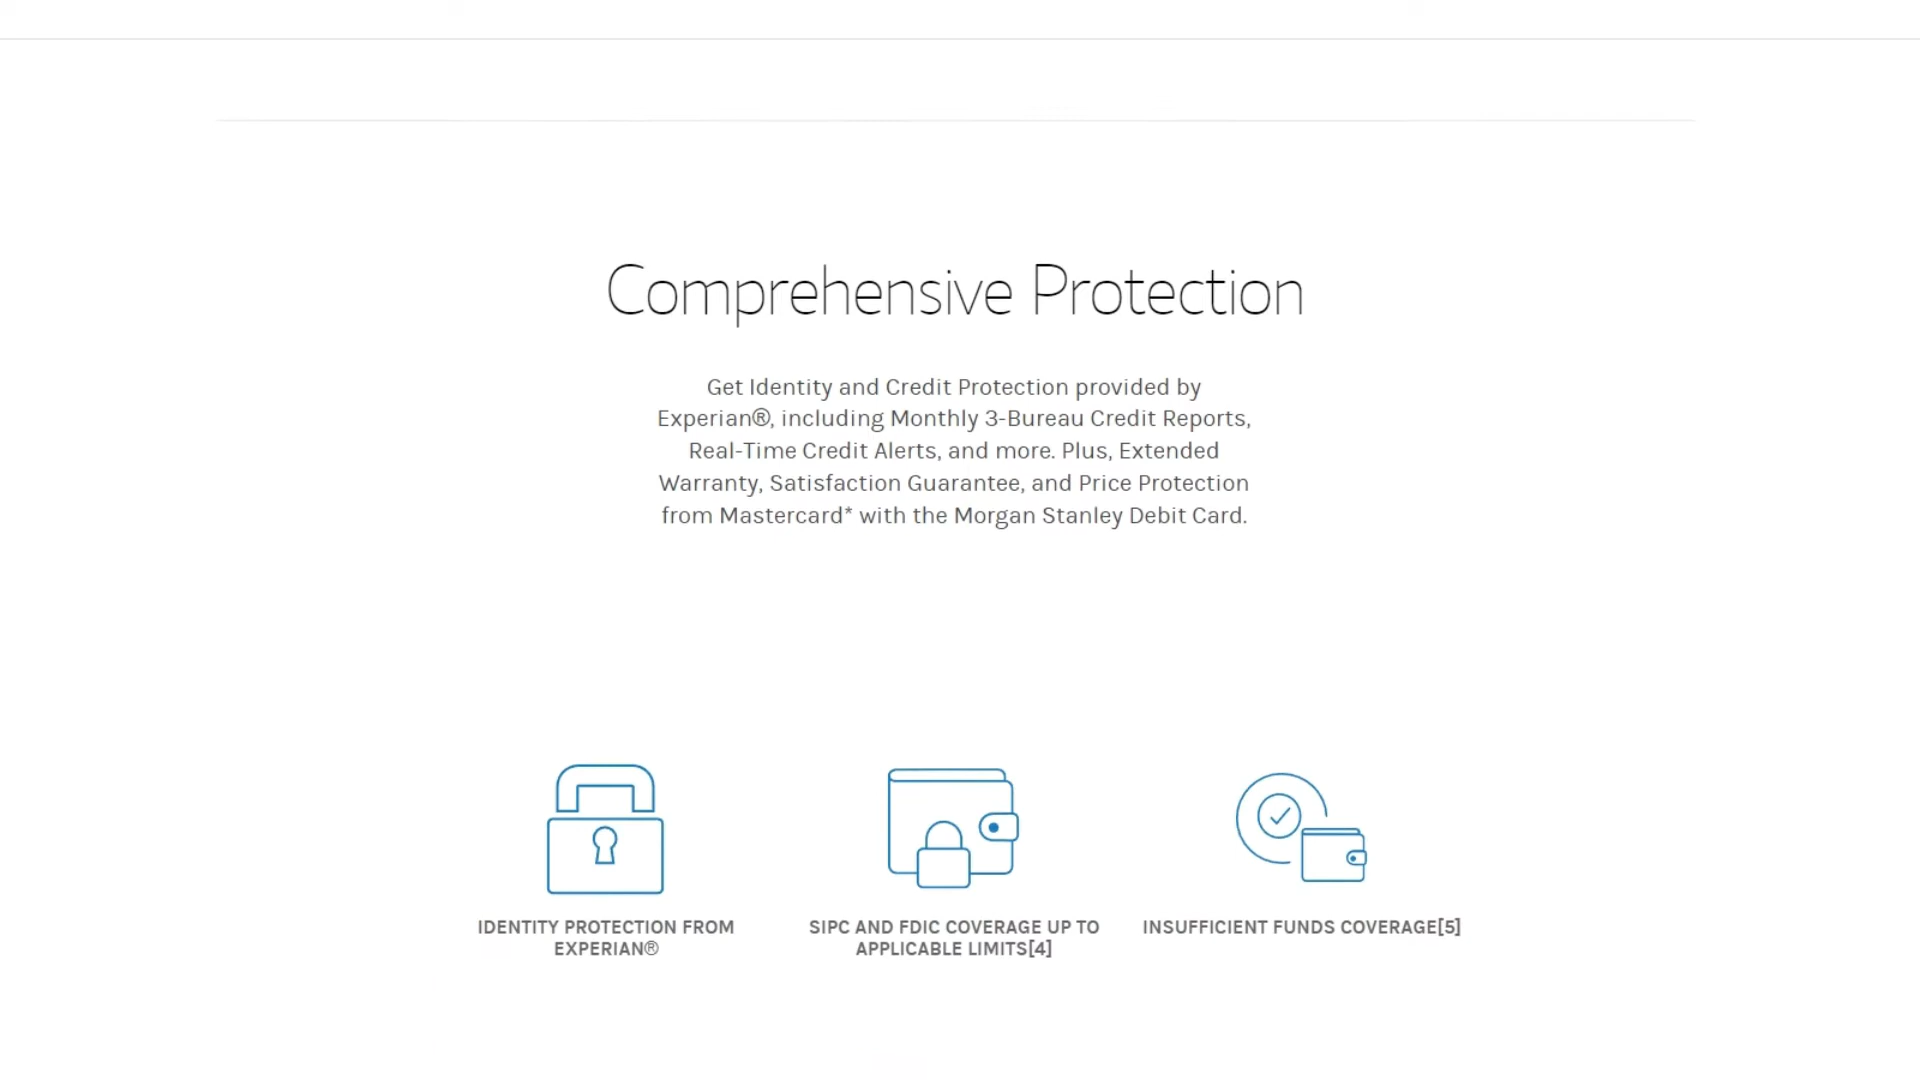 Comprehensive Protection
Get Identity and Credit Protection provided by
Experian®, including Monthly 3-Bureau Credit Reports,
Real-Time Credit Alerts, and more. Plus, Extended
Warranty, Satisfaction Guarantee, and Price Protection
from Mastercard* with the Morgan Stanley Debit Card.
IDENTITY PROTECTION FROM
EXPERIAN®
SIPC AND FDIC COVERAGE UP TO
APPLICABLE LIMITS[4]
INSUFFICIENT FUNDS COVERAGE[5]